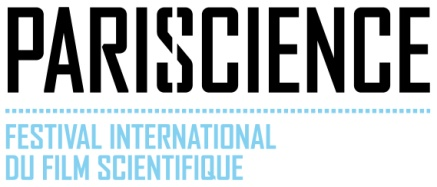 PARISCIENCE
FESTIVAL INTERNATIONAL
DU FILM SCIENTIFIQUE